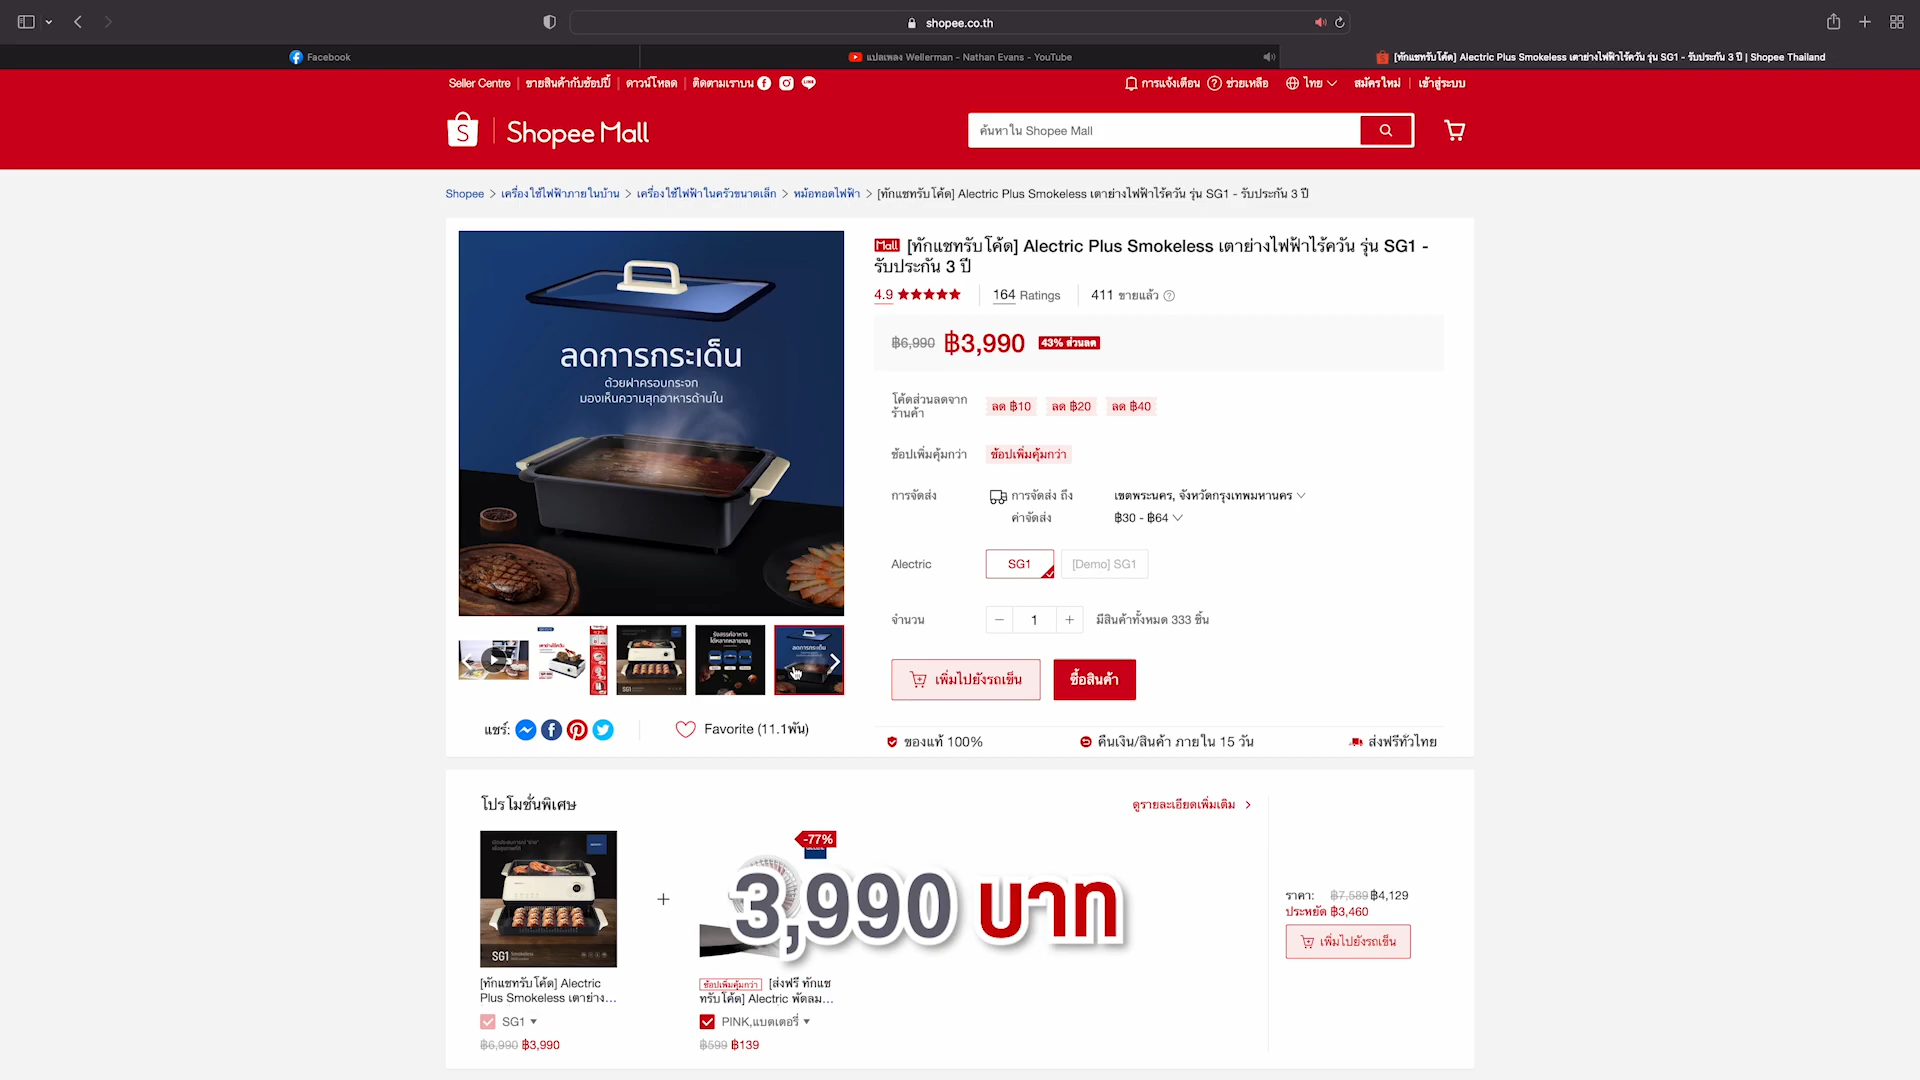 shopee.co.th
Facebook
แปลเพลง Wellerman - Nathan Evans - YouTube
[ทักแชทรับโค้ด] Alectric Plus Smokeless เตาย่างไฟฟ้าไร้ควัน รุ่น SG1 - รับประกัน 3 ปี | Shopee Thailand
Seller Centre
ขายสินค้ากับช้อปปี้
ดาวน์โหลด
ติดตามเราบน
การแจ้งเตือน
ช่วยเหลือ
ไทย
สมัครใหม่
เข้าสู่ระบบ
Shopee Mall
ค้นหาใน Shopee Mall
Shopee > เครื่องใช้ไฟฟ้าภายในบ้าน > เครื่องใช้ไฟฟ้าในครัวขนาดเล็ก > หม้อทอดไฟฟ้า > [ทักแชทรับโค้ด] Alectric Plus Smokeless เตาย่างไฟฟ้าไร้ควัน รุ่น SG1 - รับประกัน 3 ปี
ลดการกระเด็น
ด้วยฝาครอบกระจก
มองเห็นความสุกอาหารด้านใน
Mall [ทักแชทรับโค้ด] Alectric Plus Smokeless เตาย่างไฟฟ้าไร้ควัน รุ่น SG1 -
รับประกัน 3 ปี
4.9
164 Ratings
411 ขายแล้ว
฿6,990 ฿3,990 43% ส่วนลด
โค้ดส่วนลดจาก
ร้านค้า
ลด ฿10
ลด ฿20
ลด ฿40
ช้อปเพิ่มคุ้มกว่า
ช้อปเพิ่มคุ้มกว่า
การจัดส่ง
การจัดส่ง ถึง
เขตพระนคร, จังหวัดกรุงเทพมหานคร
ค่าจัดส่ง
฿30 - ฿64
Alectric
SG1
[Demo] SG1
จำนวน
1
มีสินค้าทั้งหมด 333 ชิ้น
เพิ่มไปยังรถเข็น
ซื้อสินค้า
แชร์:
Favorite (11.1พัน)
ของแท้ 100%
คืนเงิน/สินค้า ภายใน 15 วัน
ส่งฟรีทั่วไทย
โปรโมชั่นพิเศษ
ดูรายละเอียดเพิ่มเติม
SG1
-77%
3,990 บาท
[ทักแชทรับโค้ด] Alectric
Plus Smokeless เตาย่าง...
SG1
฿6,990 ฿3,990
ช้อปเพิ่มคุ้มกว่า [ส่งฟรี ทักแช
ทรับโค้ด] Alectric พัดลม...
PINK,แบตเตอรี่
฿599 ฿139
ราคา: ฿7,589 ฿4,129
ประหยัด ฿3,460
เพิ่มไปยังรถเข็น